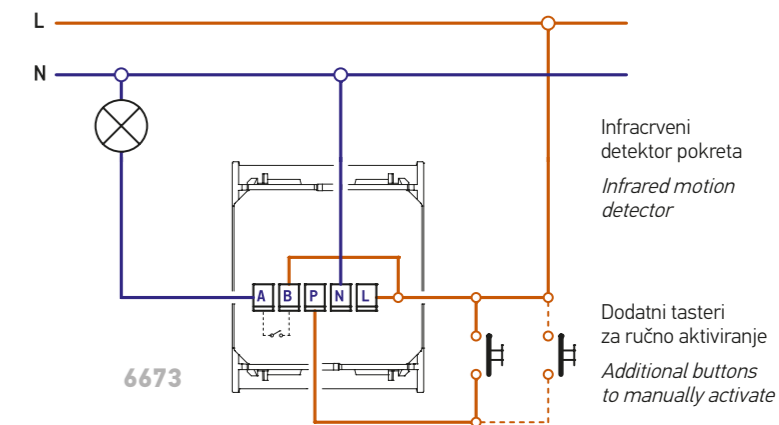 L
N
Infracrveni
detektor pokreta
Infrared motion
detector
A B P N L
Dodatni tasteri
za ručno aktiviranje
Additional buttons
to manually activate
6673